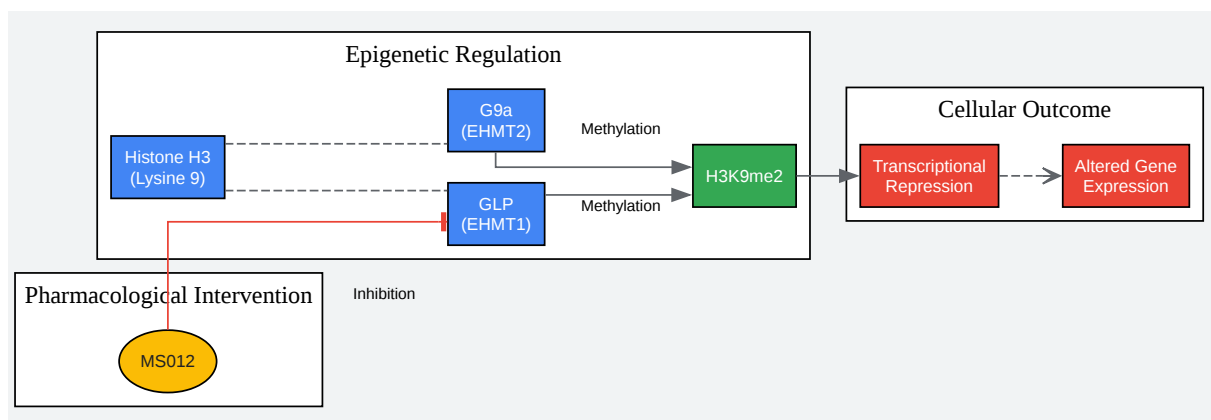 Epigenetic Regulation
Histone H3
(Lysine 9)
G9a
(EHMT2)
GLP
(EHMT1)
Methylation
Methylation
H3K9me2
Cellular Outcome
Transcriptional
Repression
Altered Gene
Expression
Pharmacological Intervention
Inhibition
MS012